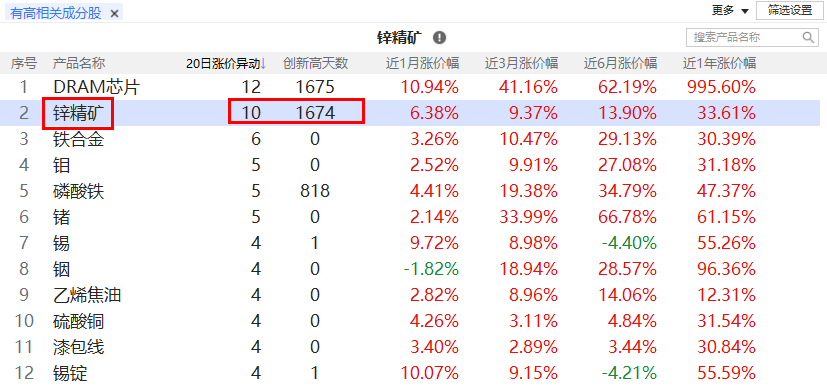 有高相关成分股 × 更多 ▼ 筛选设置
锌精矿 搜索产品名称
序号 产品名称 20日涨价异动↓ 创新高天数 近1月涨价幅 近3月涨价幅 近6月涨价幅 近1年涨价幅
1 DRAM芯片 12 1675 10.94% 41.16% 62.19% 995.60%
2 锌精矿 10 1674 6.38% 9.37% 13.90% 33.61%
3 铁合金 6 0 3.26% 10.47% 29.13% 30.39%
4 钼 5 0 2.52% 9.91% 27.08% 31.18%
5 磷酸铁 5 818 4.41% 19.38% 34.79% 47.37%
6 锗 5 0 2.14% 33.99% 66.78% 61.15%
7 锡 4 1 9.72% 8.98% -4.40% 55.26%
8 铟 4 0 -1.82% 18.94% 28.57% 96.36%
9 乙烯焦油 4 0 2.82% 8.96% 14.06% 12.31%
10 硫酸铜 4 0 4.26% 3.11% 4.84% 31.54%
11 漆包线 4 0 3.40% 2.89% 3.44% 30.84%
12 锡锭 4 1 10.07% 9.15% -4.21% 55.59%